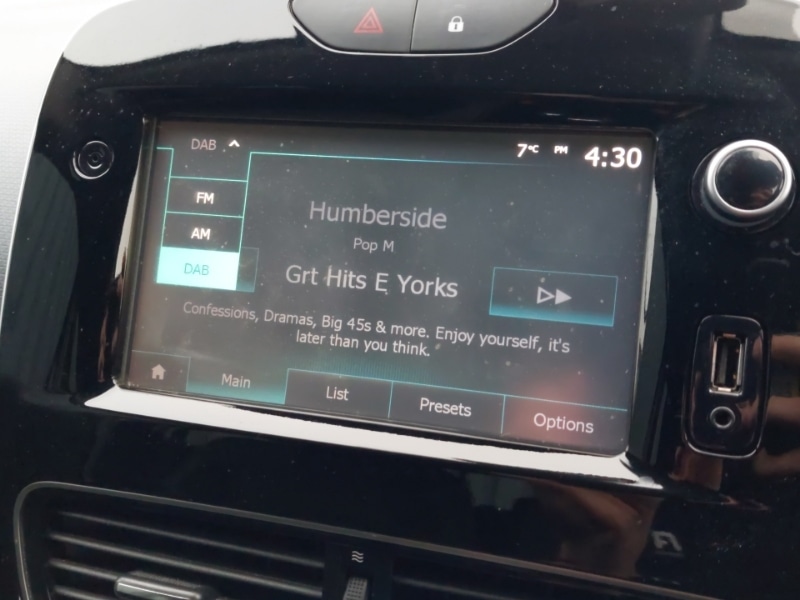 DAB
7°C PM 4:30
FM
AM
DAB
Humberside
Pop M
Grt Hits E Yorks
Confessions, Dramas, Big 45s & more. Enjoy yourself, it's
later than you think.
Main List Presets Options